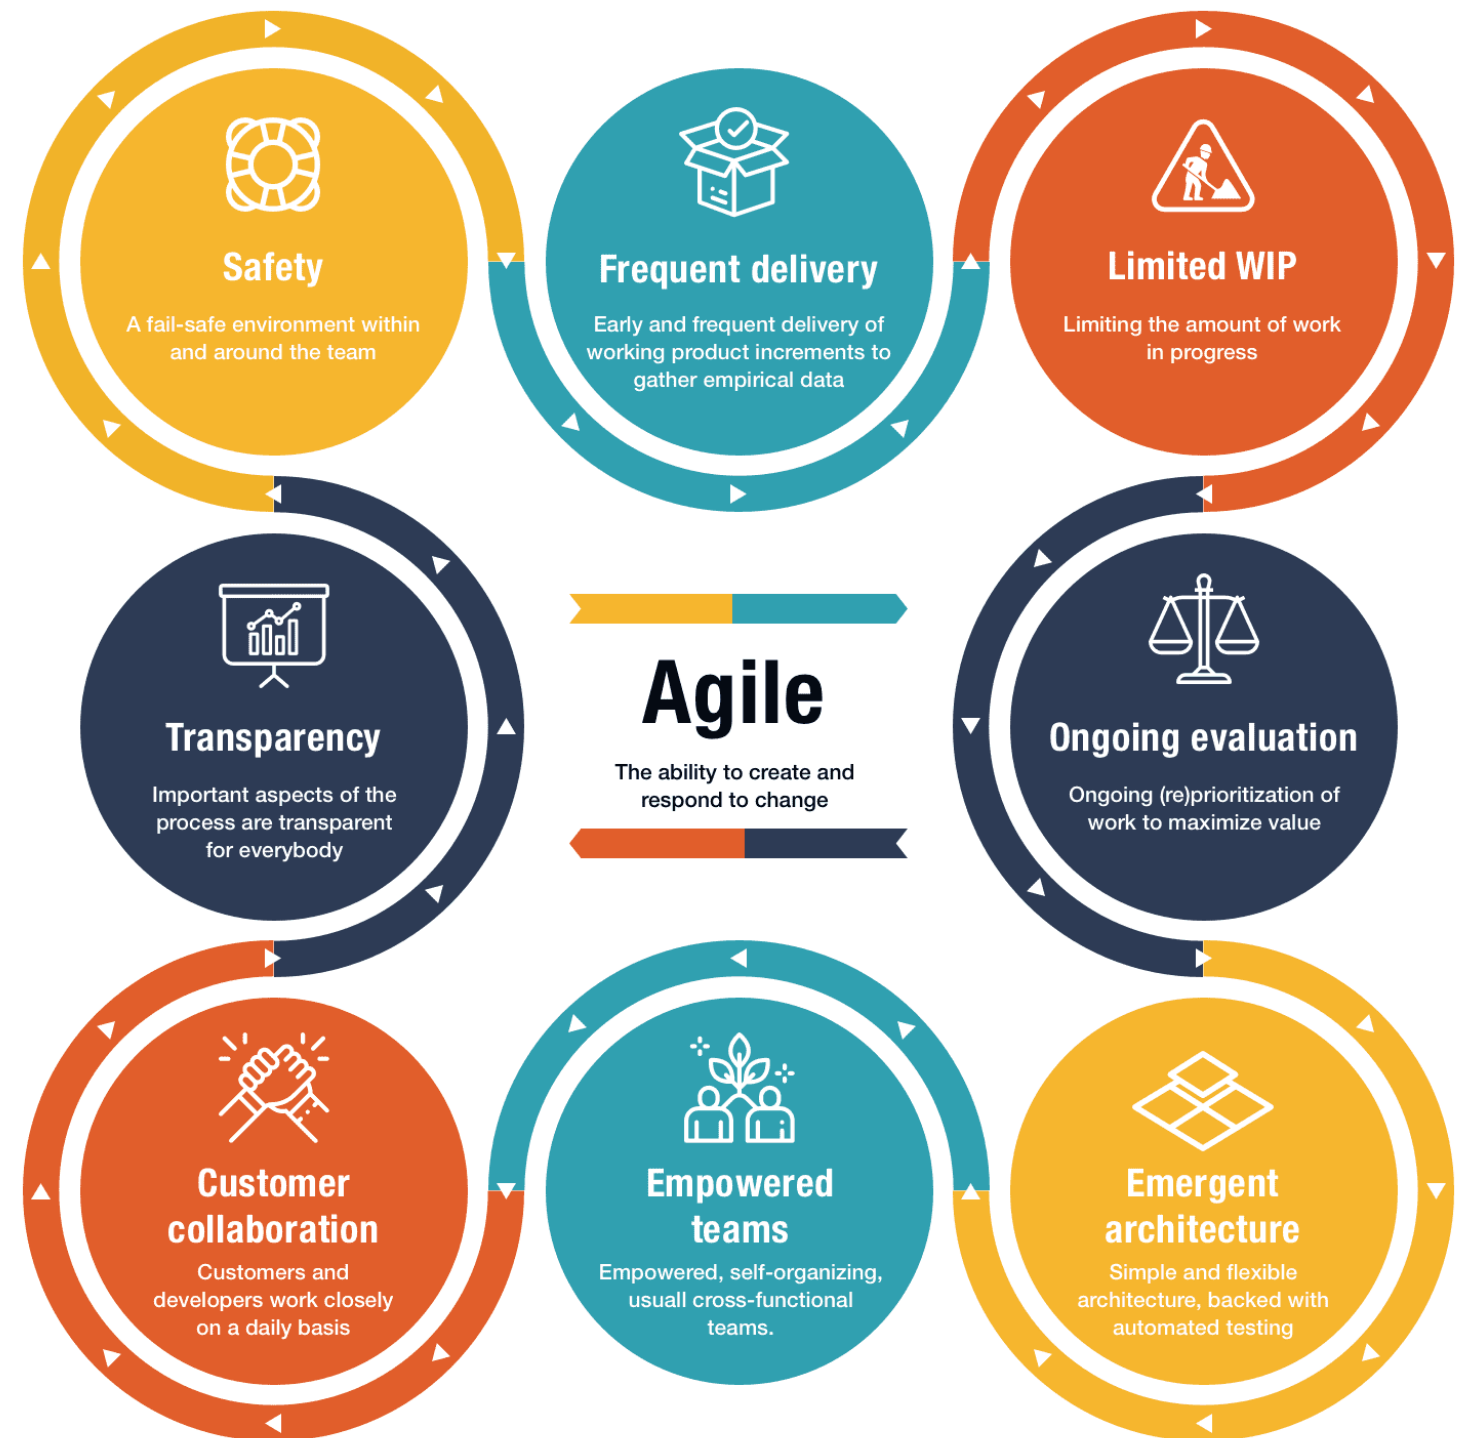 Safety
A fail-safe environment within
and around the team
Frequent delivery
Early and frequent delivery of
working product increments to
gather empirical data
Limited WIP
Limiting the amount of work
in progress
Transparency
Important aspects of the
process are transparent
for everybody
Agile
The ability to create and
respond to change
Ongoing evaluation
Ongoing (re)prioritization of
work to maximize value
Customer
collaboration
Customers and
developers work closely
on a daily basis
Empowered
teams
Empowered, self-organizing,
usuall cross-functional
teams.
Emergent
architecture
Simple and flexible
architecture, backed with
automated testing